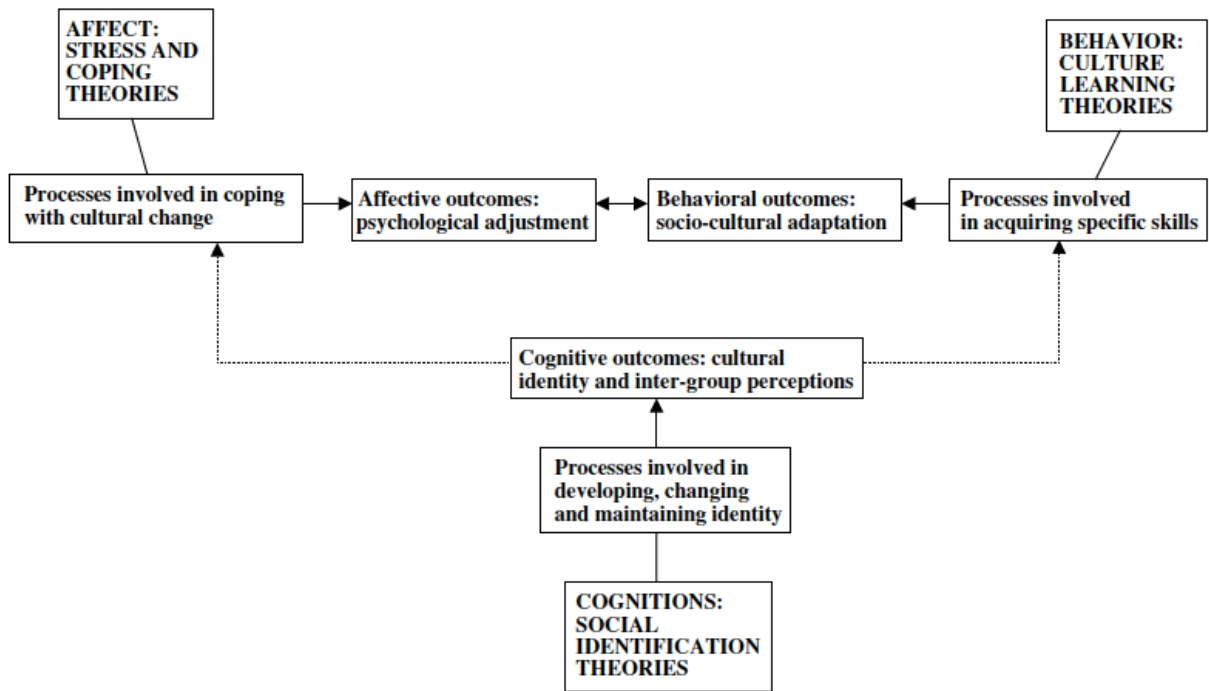 AFFECT:
STRESS AND
COPING
THEORIES
BEHAVIOR:
CULTURE
LEARNING
THEORIES
Processes involved in coping
with cultural change
Affective outcomes:
psychological adjustment
Behavioral outcomes:
socio-cultural adaptation
Processes involved
in acquiring specific skills
Cognitive outcomes: cultural
identity and inter-group perceptions
Processes involved in
developing, changing
and maintaining identity
COGNITIONS:
SOCIAL
IDENTIFICATION
THEORIES